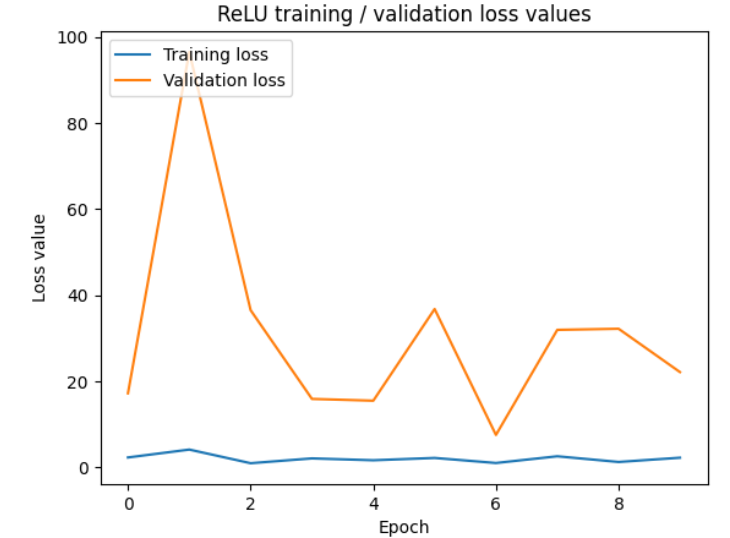 ReLU training / validation loss values
100
80
60
40
20
0
Loss value
Training loss
Validation loss
0 2 4 6 8
Epoch